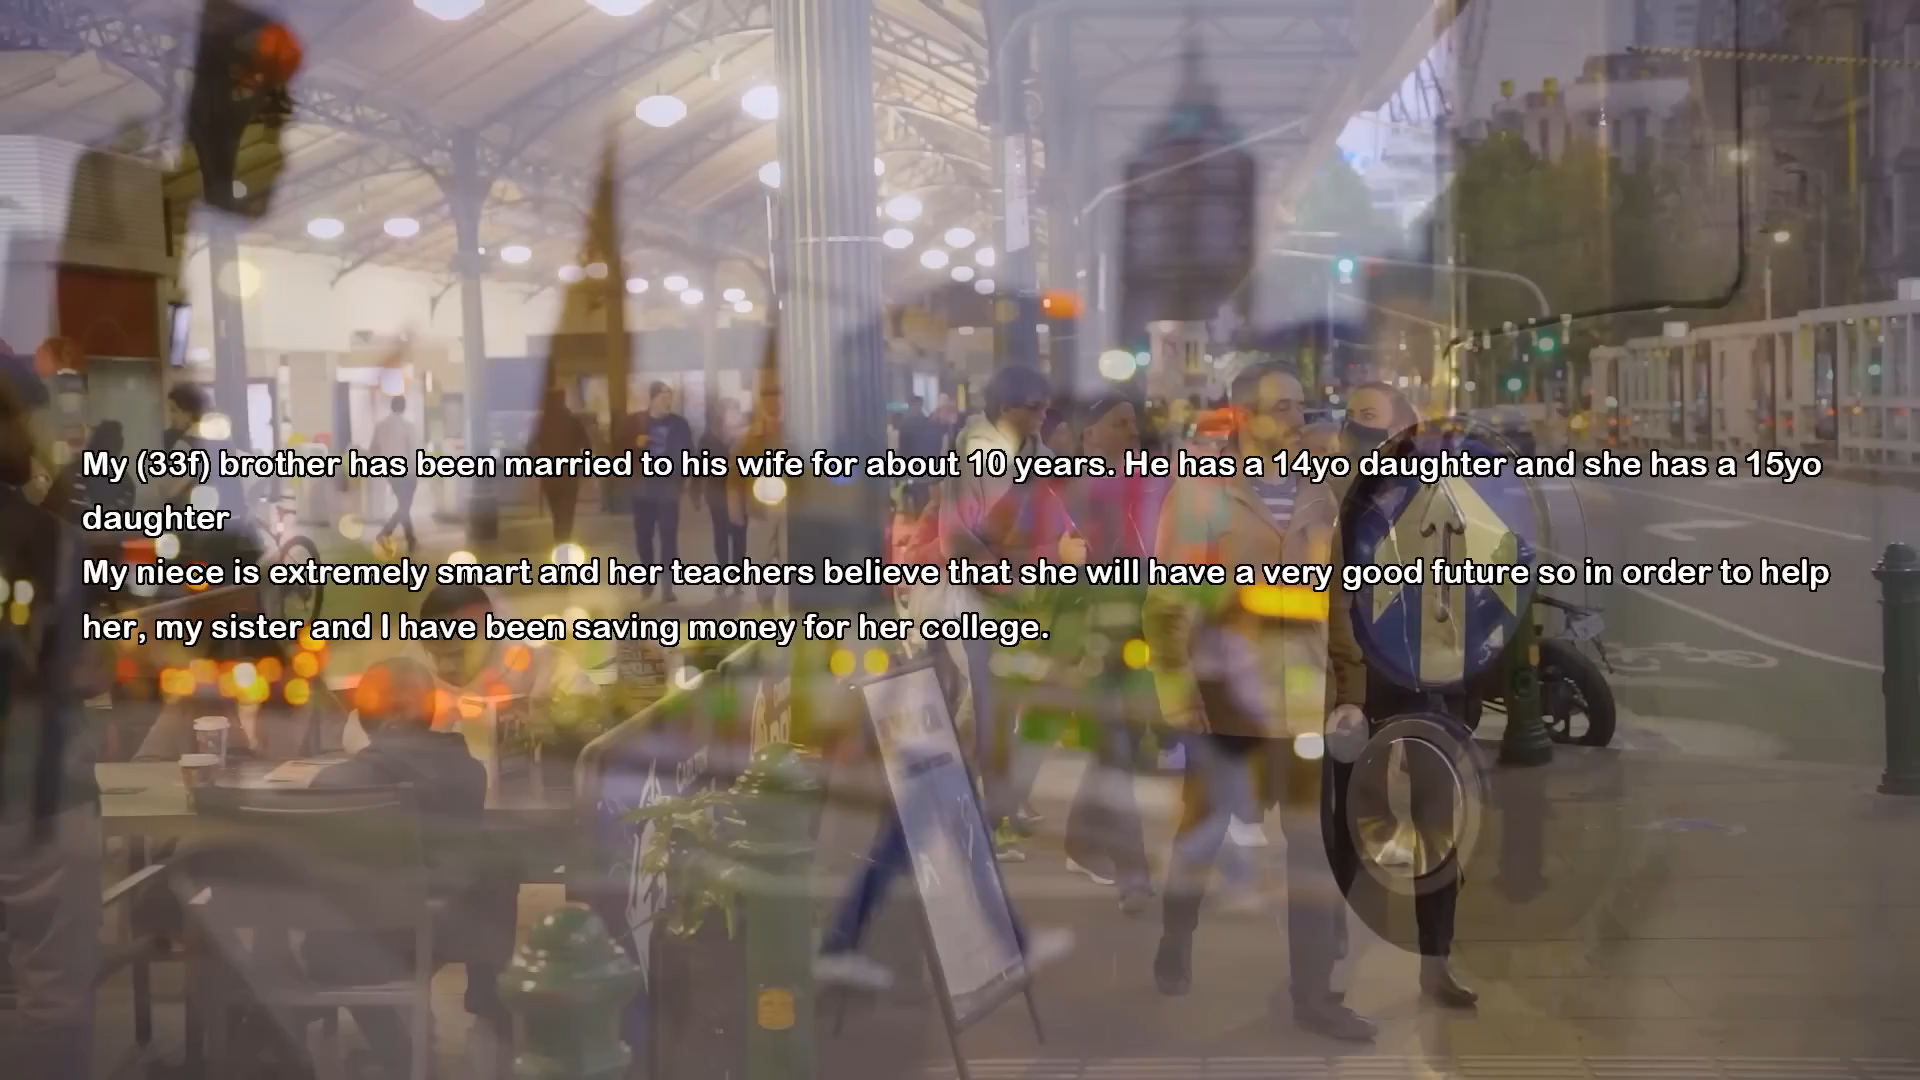 My (33f) brother has been married to his wife for about 10 years. He has a 14yo daughter and she has a 15yo
daughter
My niece is extremely smart and her teachers believe that she will have a very good future so in order to help
her, my sister and I have been saving money for her college.